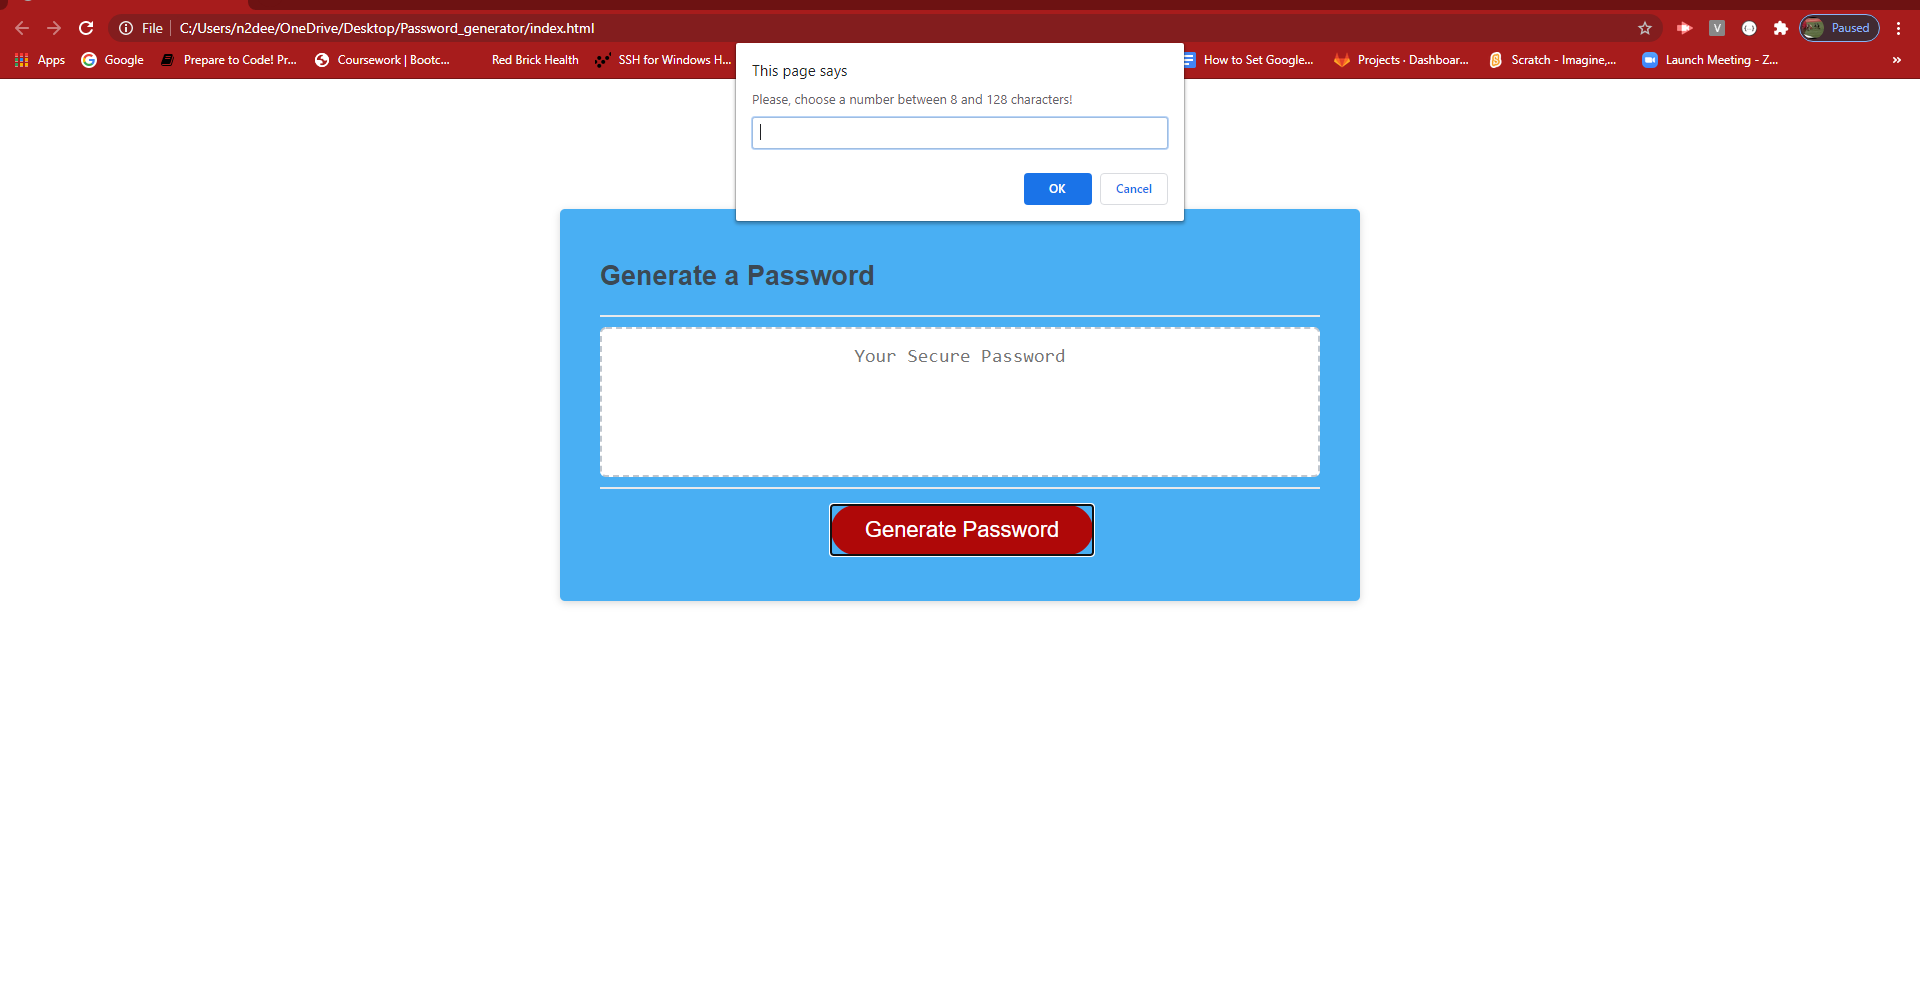 File C:/Users/n2dee/OneDrive/Desktop/Password_generator/index.html Paused
Apps Google Prepare to Code! Pr... Coursework | Bootc... Red Brick Health SSH for Windows H... How to Set Google... Projects · Dashboar... Scratch - Imagine,... Launch Meeting - Z... »
This page says
Please, choose a number between 8 and 128 characters!
OK Cancel
Generate a Password
Your Secure Password
Generate Password